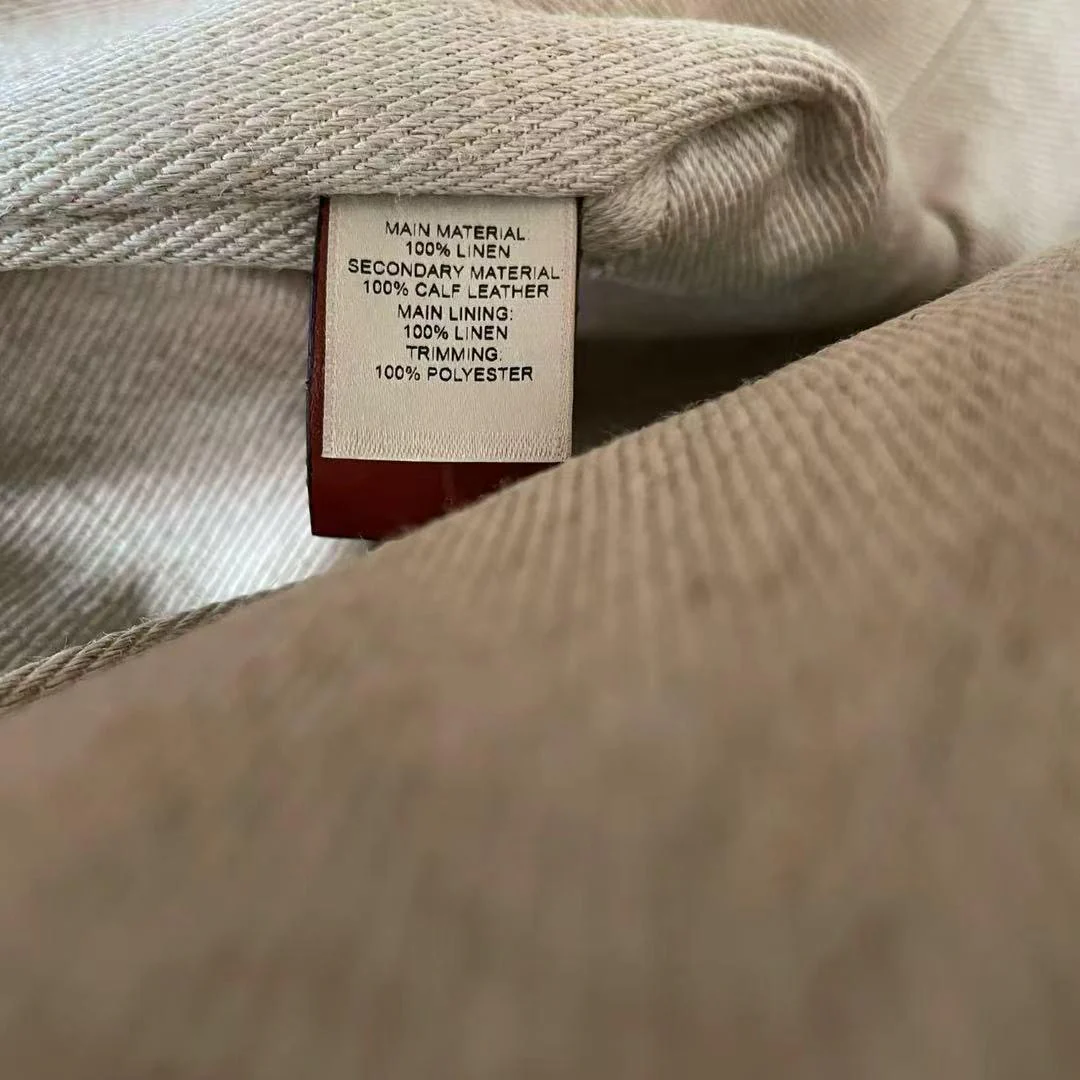 MAIN MATERIAL
100% LINEN
SECONDARY MATERIAL:
100% CALF LEATHER
MAIN LINING:
100% LINEN
TRIMMING:
100% POLYESTER